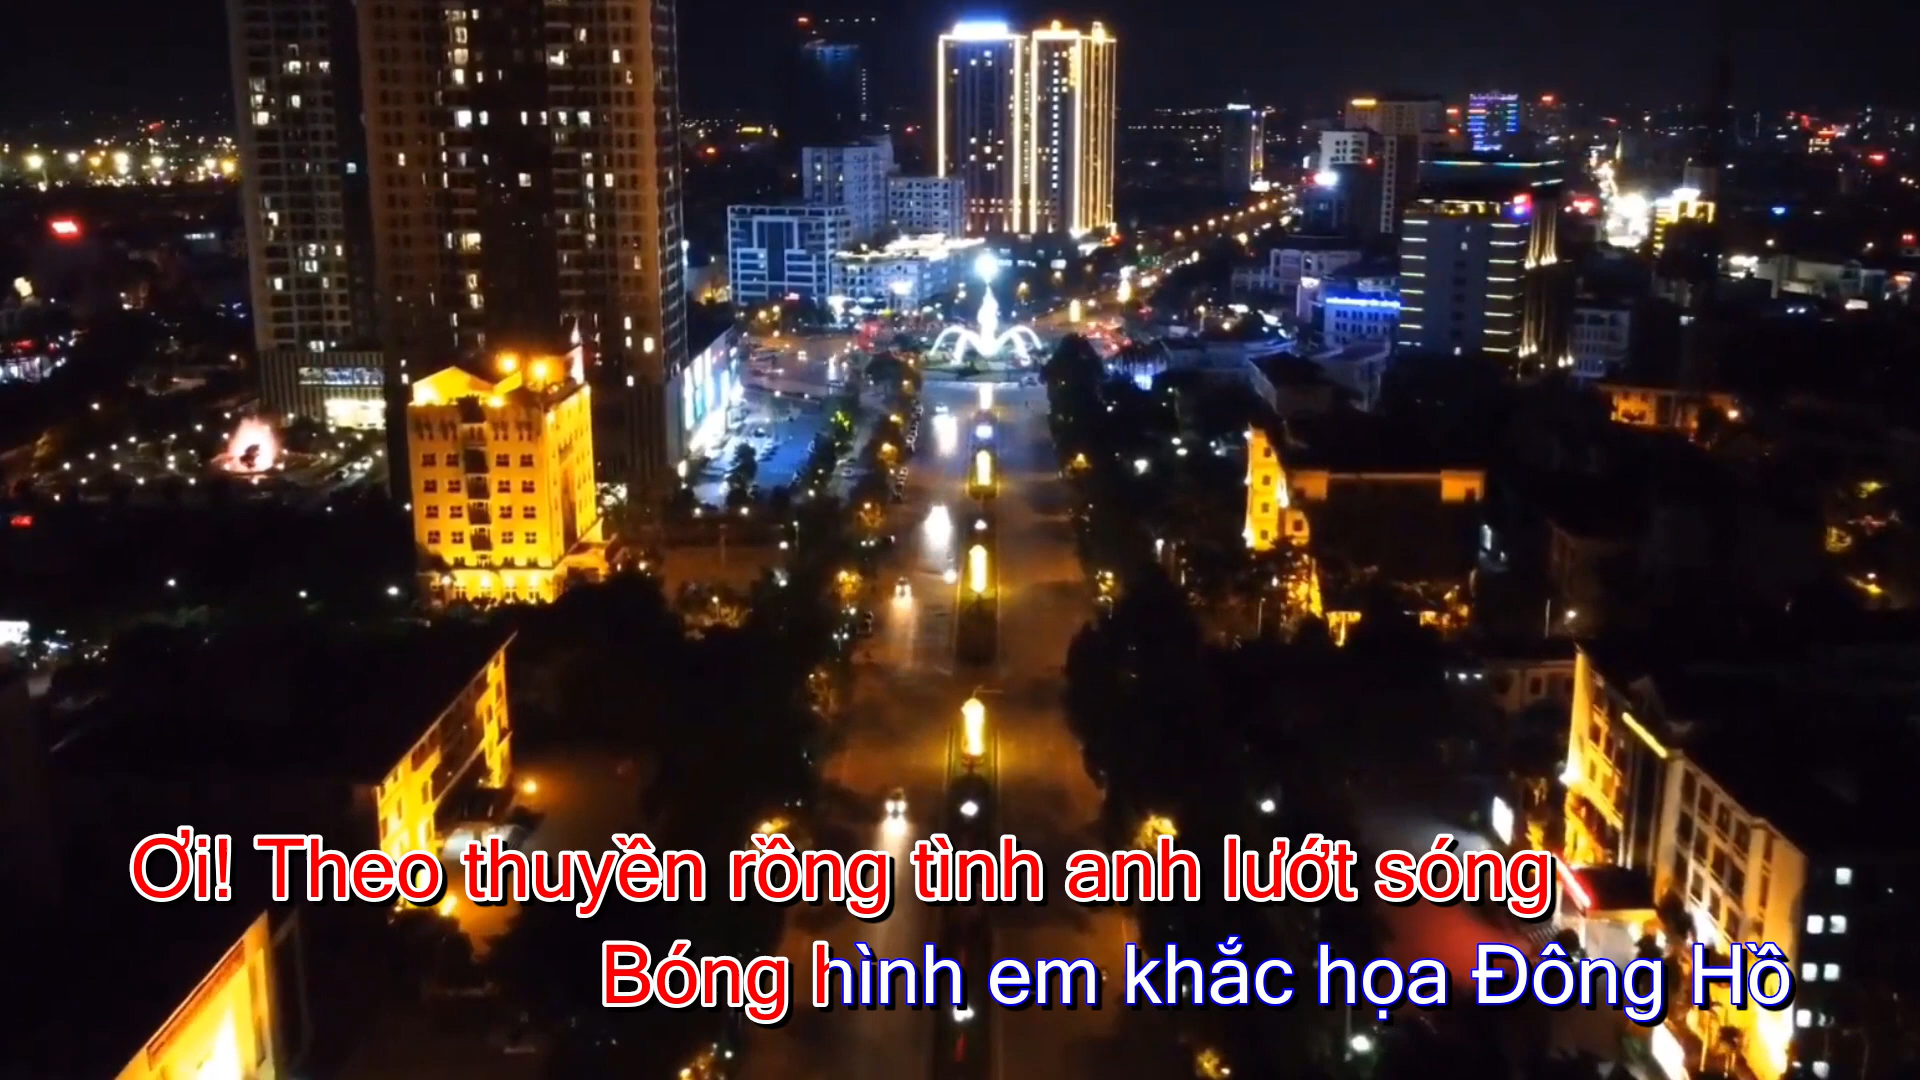 Ơi! Theo thuyền rồng tình anh lướt sóng
Bóng hình em khắc họa Đông Hồ